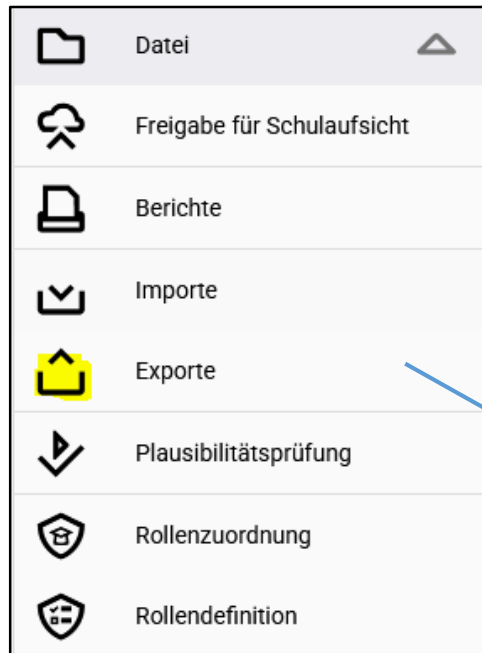 Datei
Freigabe für Schulaufsicht
Berichte
Importe
Exporte
Plausibilitätsprüfung
Rollenzuordnung
Rollendefinition